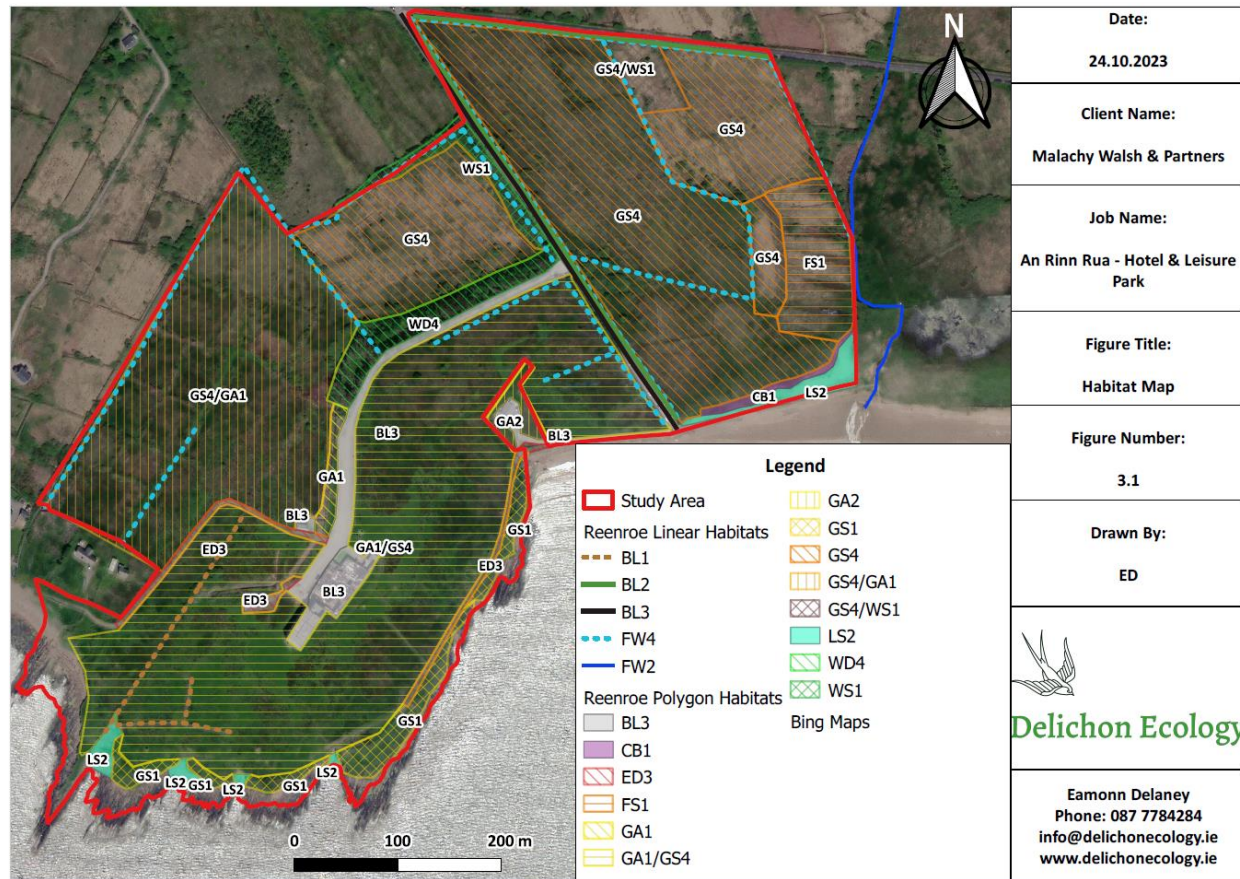 N
GS4/WS1
GS4
WS1
GS4
GS4
GS4
FS1
WD4
GS4/GA1
CB1
LS2
GA2
BL3
BL3
GA1
BL3
GS1
ED3
GA1/GS4
ED3
BL3
ED3
GS1
LS2
GS1
LS2
GS1
LS2
GS1
LS2
0 100 200 m
Legend
Study Area
Reenroe Linear Habitats
BL1
BL2
BL3
FW4
FW2
Reenroe Polygon Habitats
BL3
CB1
ED3
FS1
GA1
GA1/GS4
GA2
GS1
GS4
GS4/GA1
GS4/WS1
LS2
WD4
WS1
Bing Maps
Date:
24.10.2023
Client Name:
Malachy Walsh & Partners
Job Name:
An Rinn Rua - Hotel & Leisure
Park
Figure Title:
Habitat Map
Figure Number:
3.1
Drawn By:
ED
Delichon Ecology
Eamonn Delaney
Phone: 087 7784284
info@delichonecology.ie
www.delichonecology.ie